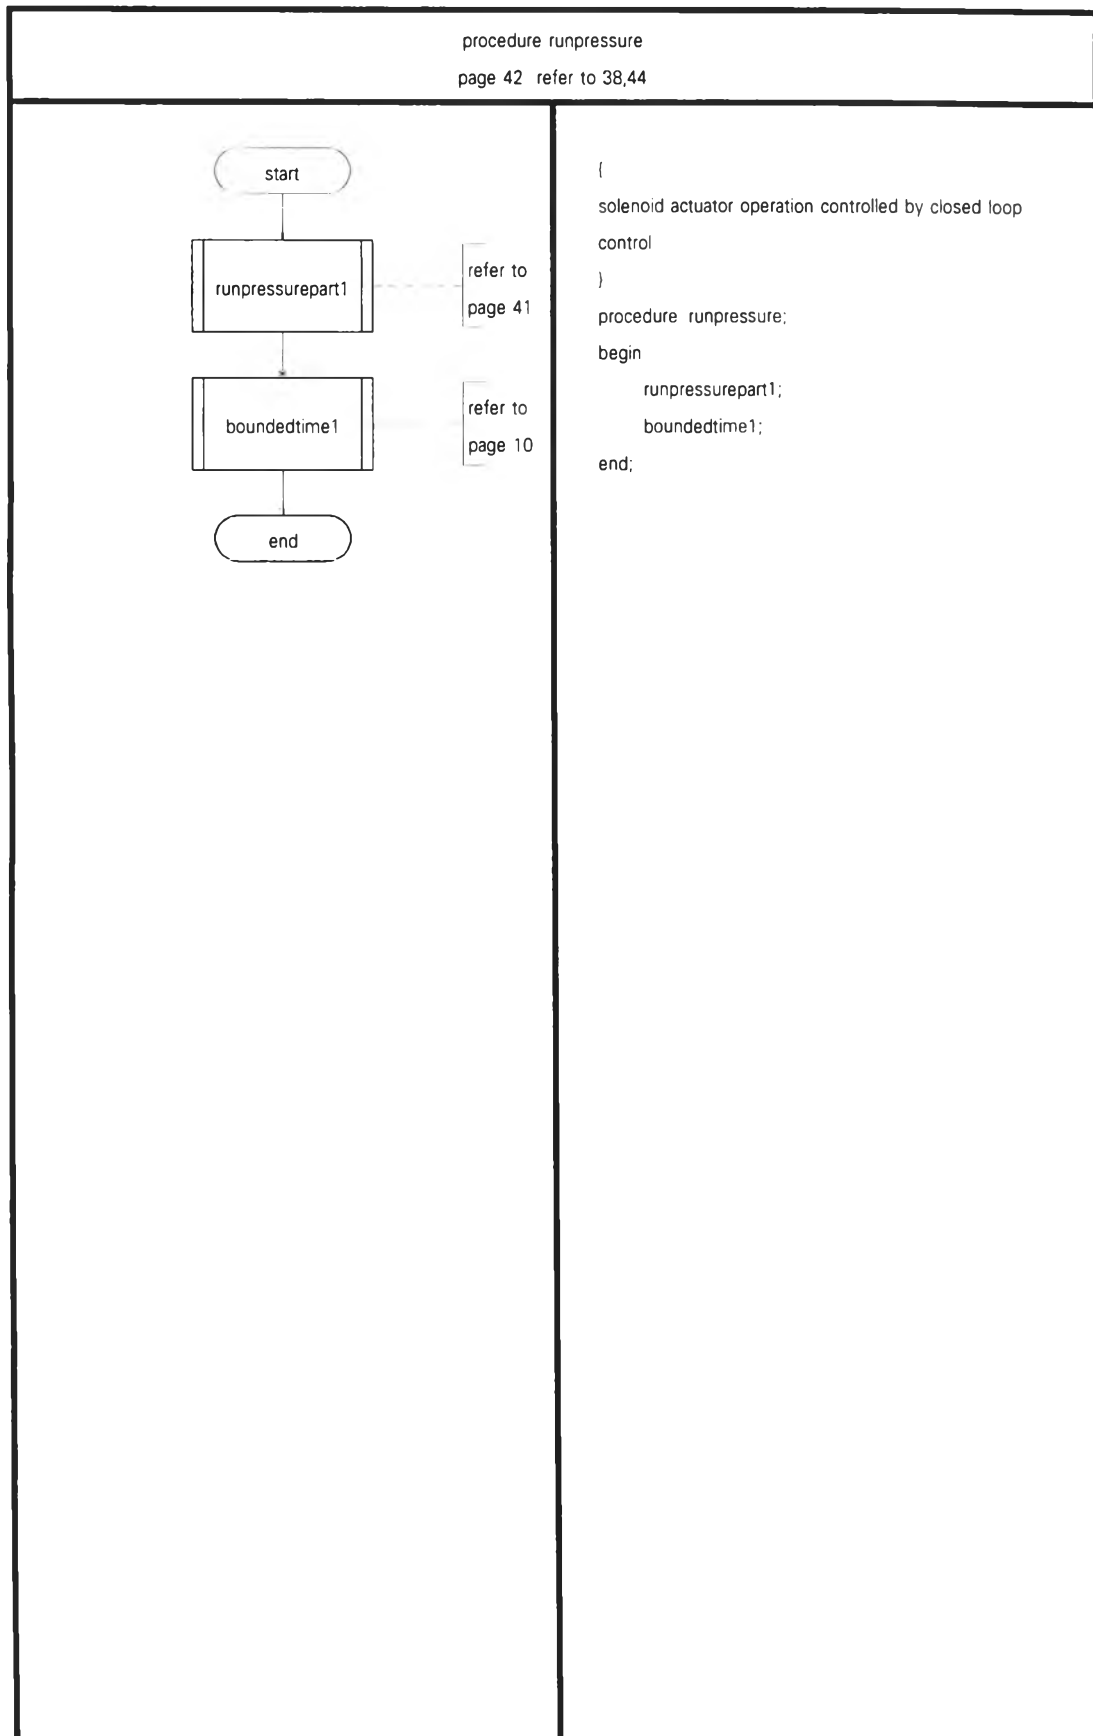 procedure runpressure
page 42 refer to 38,44
start
runpressurepart1
refer to
page 41
boundedtime1
refer to
page 10
end
{
solenoid actuator operation controlled by closed loop
control
}
procedure runpressure;
begin
runpressurepart1;
boundedtime1;
end;